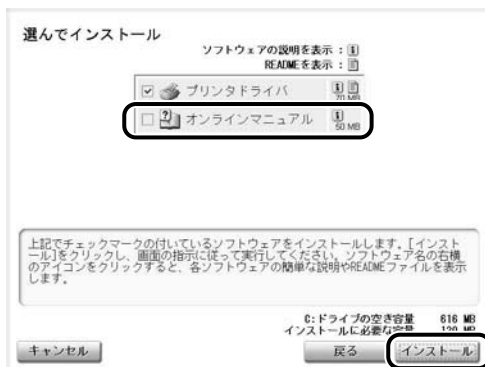 選んでインストール
ソフトウェアの説明を表示 :
READMEを表示 :
プリンタドライバ
70 MB
オンラインマニュアル
50 MB
上記でチェックマークの付いているソフトウェアをインストールします。[インスト
ール]をクリックし、画面の指示に従って実行してください。ソフトウェア名の右横
のアイコンをクリックすると、各ソフトウェアの簡単な説明やREADMEファイルを表示
します。
C:ドライブの空き容量 616 MB
インストールに必要な容量 120 MB
キャンセル
戻る
インストール